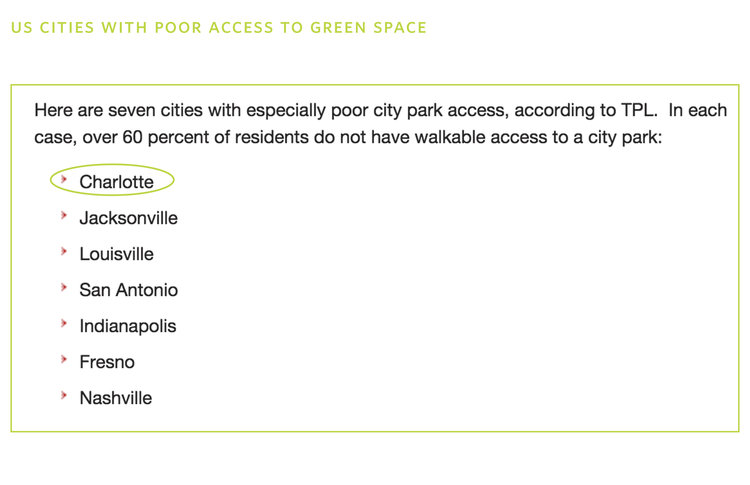 US CITIES WITH POOR ACCESS TO GREEN SPACE
Here are seven cities with especially poor city park access, according to TPL.  In each
case, over 60 percent of residents do not have walkable access to a city park:
Charlotte
Jacksonville
Louisville
San Antonio
Indianapolis
Fresno
Nashville